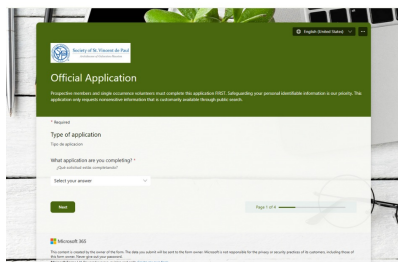 English (United States)
Society of St. Vincent de Paul
Official Application
Prospective members and single occurrence volunteers must complete this application FIRST. Safeguarding your personal identifiable information is our priority. This
application only requests nonsensitive information that is customarily available through public search.
* Required
Type of application
Tipo de aplicacion
What application are you completing? *
¿Que solicitud estás completando?
Select your answer
Next
Page 1 of 4
Microsoft 365
This content is created by the owner of the form. The data you submit will be sent to the form owner. Microsoft is not responsible for the privacy or security practices of its customers, including those of
this form owner. Never give out your password.